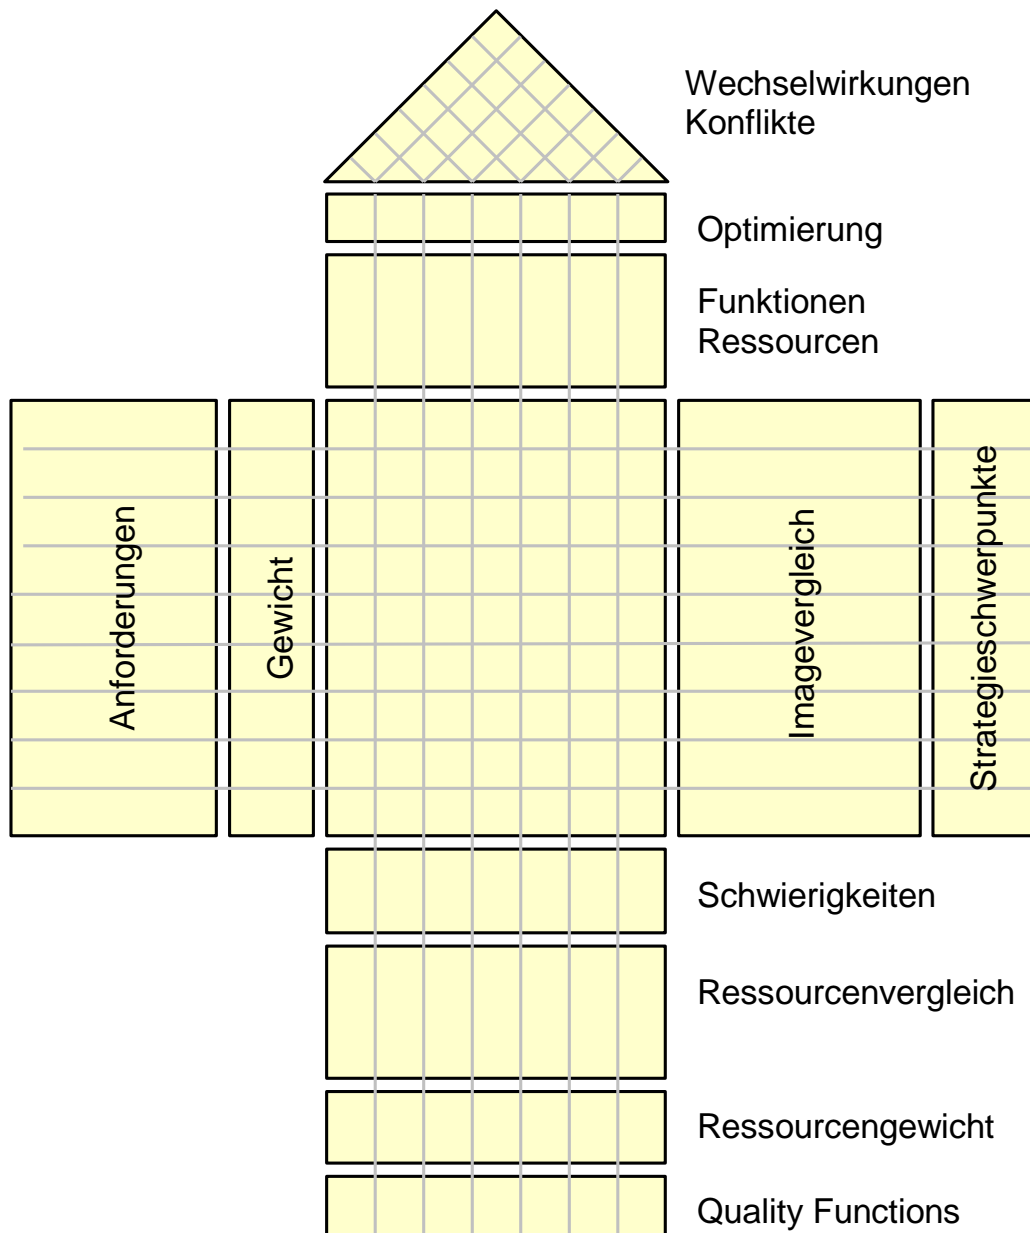 Wechselwirkungen
Konflikte
Optimierung
Funktionen
Ressourcen
Anforderungen
Gewicht
Imagevergleich
Strategieschwerpunkte
Schwierigkeiten
Ressourcenvergleich
Ressourcengewicht
Quality Functions